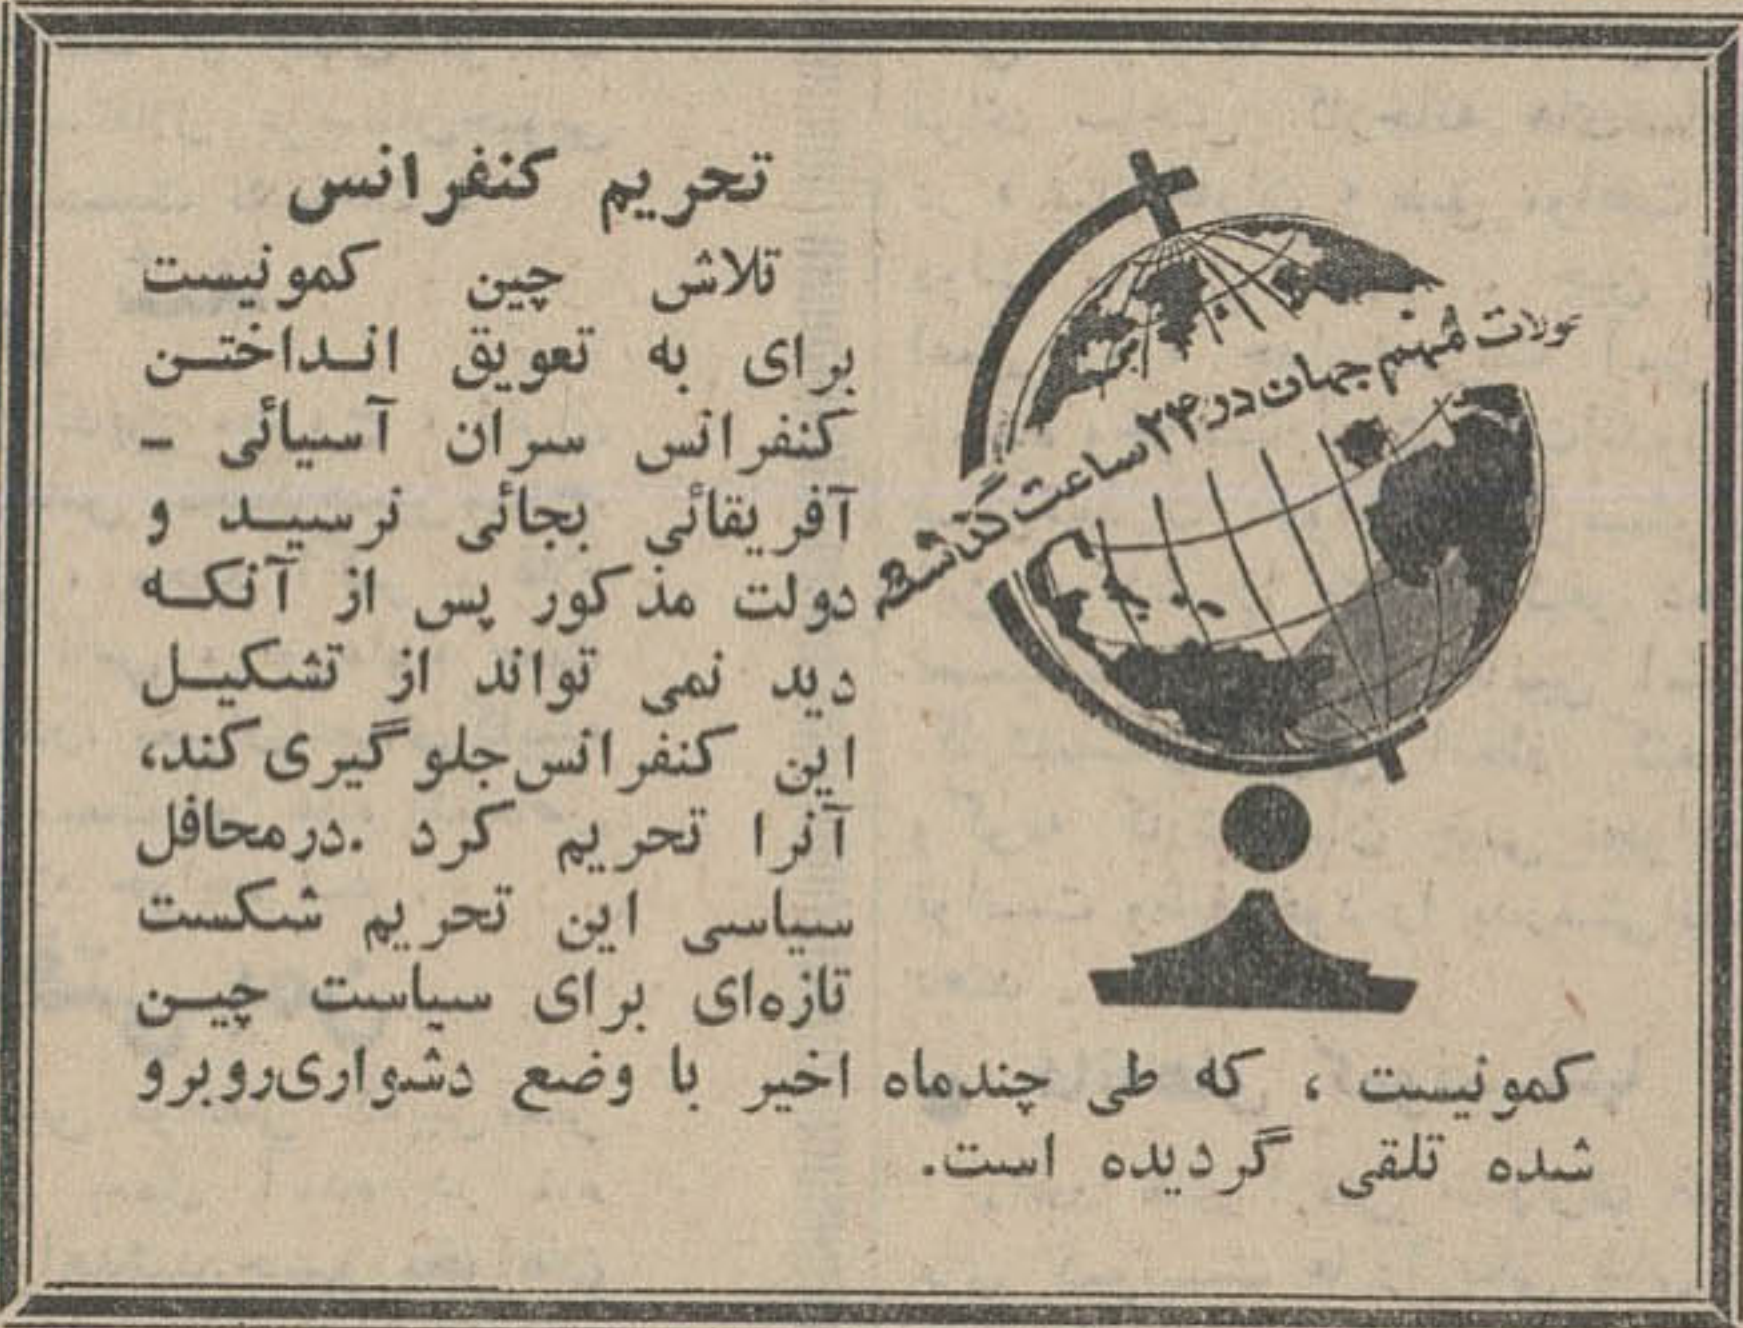 تحولات مهم جهان در ۲۴ ساعت گذشته
تحریم کنفرانس
تلاش چین کمونیست
برای به تعویق انداختن
کنفرانس سران آسیائی -
آفریقائی بجائی نرسید و
دولت مذکور پس از آنکه
دید نمی تواند از تشکیل
این کنفرانس جلوگیری کند،
آنرا تحریم کرد . در محافل
سیاسی این تحریم شکست
تازه‌ای برای سیاست چین
کمونیست ، که طی چندماه اخیر با وضع دشواری روبرو
شده تلقی گردیده است.